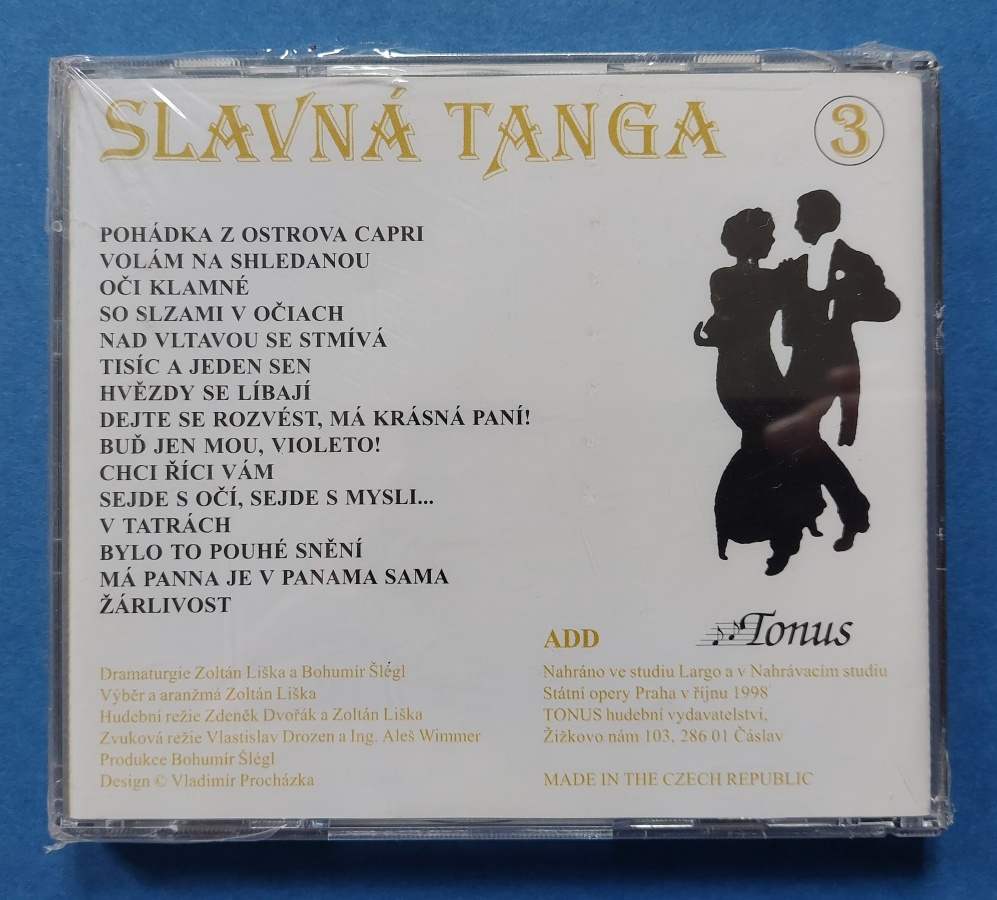 SLAVNÁ TANGA 3
POHÁDKA Z OSTROVA CAPRI
VOLÁM NA SHLEDANOU
OČI KLAMNÉ
SO SLZAMI V OČIACH
NAD VLTAVOU SE STMÍVÁ
TISÍC A JEDEN SEN
HVĚZDY SE LÍBAJÍ
DEJTE SE ROZVÉST, MÁ KRÁSNÁ PANÍ!
BUĎ JEN MOU, VIOLETO!
CHCI ŘÍCI VÁM
SEJDE S OČÍ, SEJDE S MYSLI...
V TATRÁCH
BYLO TO POUHÉ SNĚNÍ
MÁ PANNA JE V PANAMA SAMA
ŽÁRLIVOST
Dramaturgie Zoltán Liška a Bohumír Šlégl
Výběr a aranžmá Zoltán Liška
Hudební režie Zdeněk Dvořák a Zoltán Liška
Zvuková režie Vlastislav Drozen a Ing. Aleš Wimmer
Produkce Bohumír Šlégl
Design © Vladimír Procházka
ADD
Tonus
Nahráno ve studiu Largo a v Nahrávacím studiu
Státní opery Praha v říjnu 1998
TONUS hudební vydavatelství,
Žižkovo nám 103, 286 01 Čáslav
MADE IN THE CZECH REPUBLIC